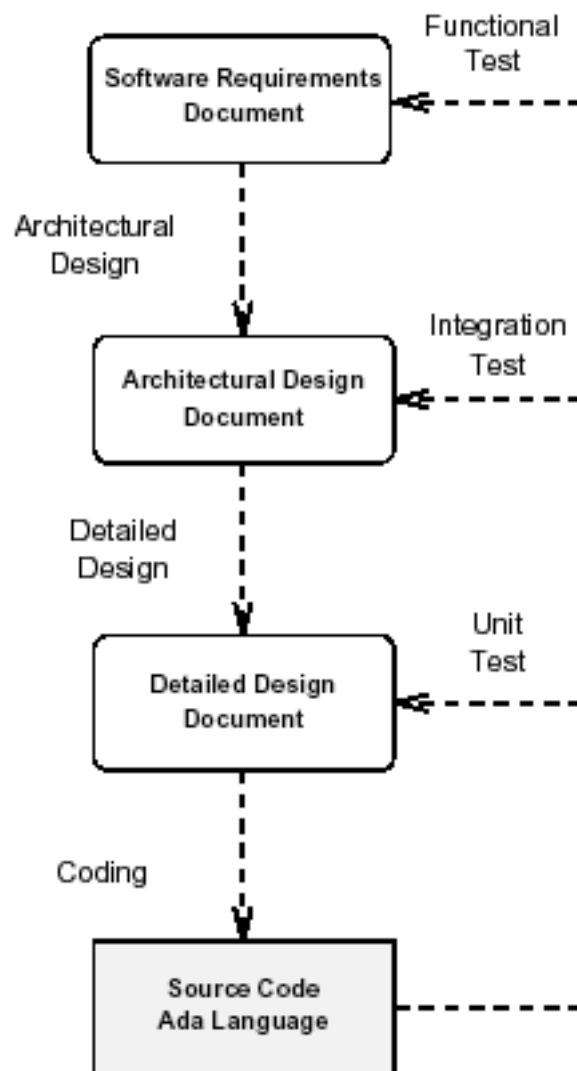 Functional
Test
Software Requirements
Document
Architectural
Design
Integration
Test
Architectural Design
Document
Detailed
Design
Unit
Test
Detailed Design
Document
Coding
Source Code
Ada Language